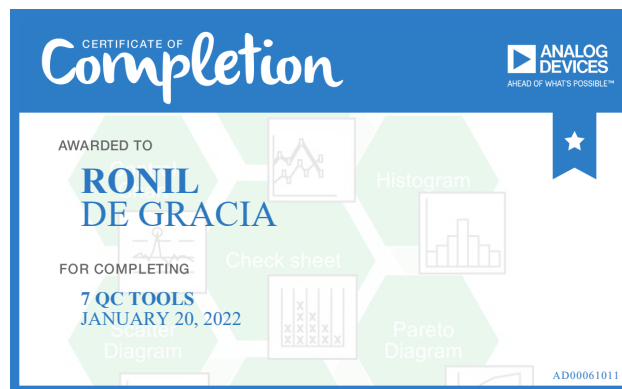 CERTIFICATE OF
Completion
ANALOG
DEVICES
AHEAD OF WHAT'S POSSIBLE™
AWARDED TO
RONIL
DE GRACIA
Control
Histogram
Check sheet
FOR COMPLETING
7 QC TOOLS
JANUARY 20, 2022
Scatter
Diagram
Pareto
Diagram
AD00061011